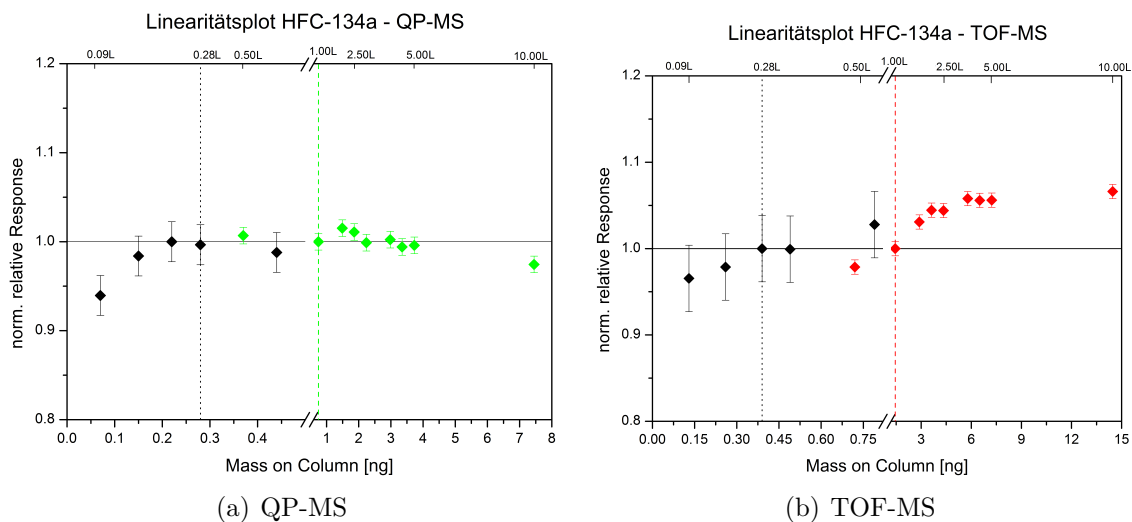 Linearitätsplot HFC-134a - QP-MS
0.09L 0.28L 0.50L 1.00L 2.50L 5.00L 10.00L
1.2
1.1
1.0
0.9
0.8
norm. relative Response
0.0 0.1 0.2 0.3 0.4 1 2 3 4 5 6 7 8
Mass on Column [ng]
(a) QP-MS
Linearitätsplot HFC-134a - TOF-MS
0.09L 0.28L 0.50L 1.00L 2.50L 5.00L 10.00L
1.2
1.1
1.0
0.9
0.8
norm. relative Response
0.00 0.15 0.30 0.45 0.60 0.75 3 6 9 12 15
Mass on Column [ng]
(b) TOF-MS